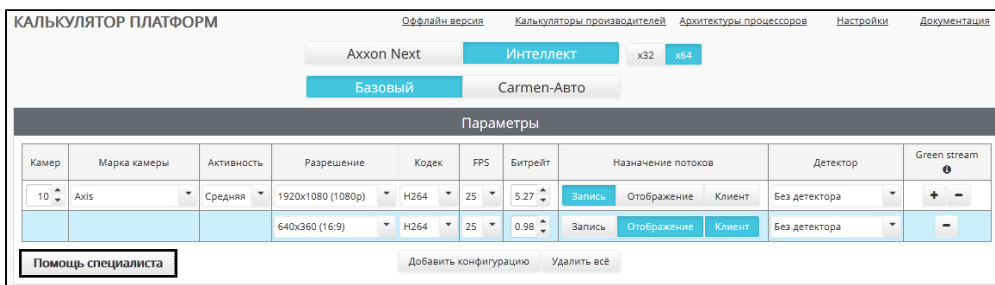 КАЛЬКУЛЯТОР ПЛАТФОРМ Оффлайн версия Калькуляторы производителей Архитектуры процессоров Настройки Документация
Axxon Next Интеллект x32 x64
Базовый Carmen-Авто
Параметры
Камер Марка камеры Активность Разрешение Кодек FPS Битрейт Назначение потоков Детектор Green stream
10 Axis Средняя 1920x1080 (1080p) H264 25 5.27 Запись Отображение Клиент Без детектора + −
640x360 (16:9) H264 25 0.98 Запись Отображение Клиент Без детектора −
Помощь специалиста Добавить конфигурацию Удалить всё